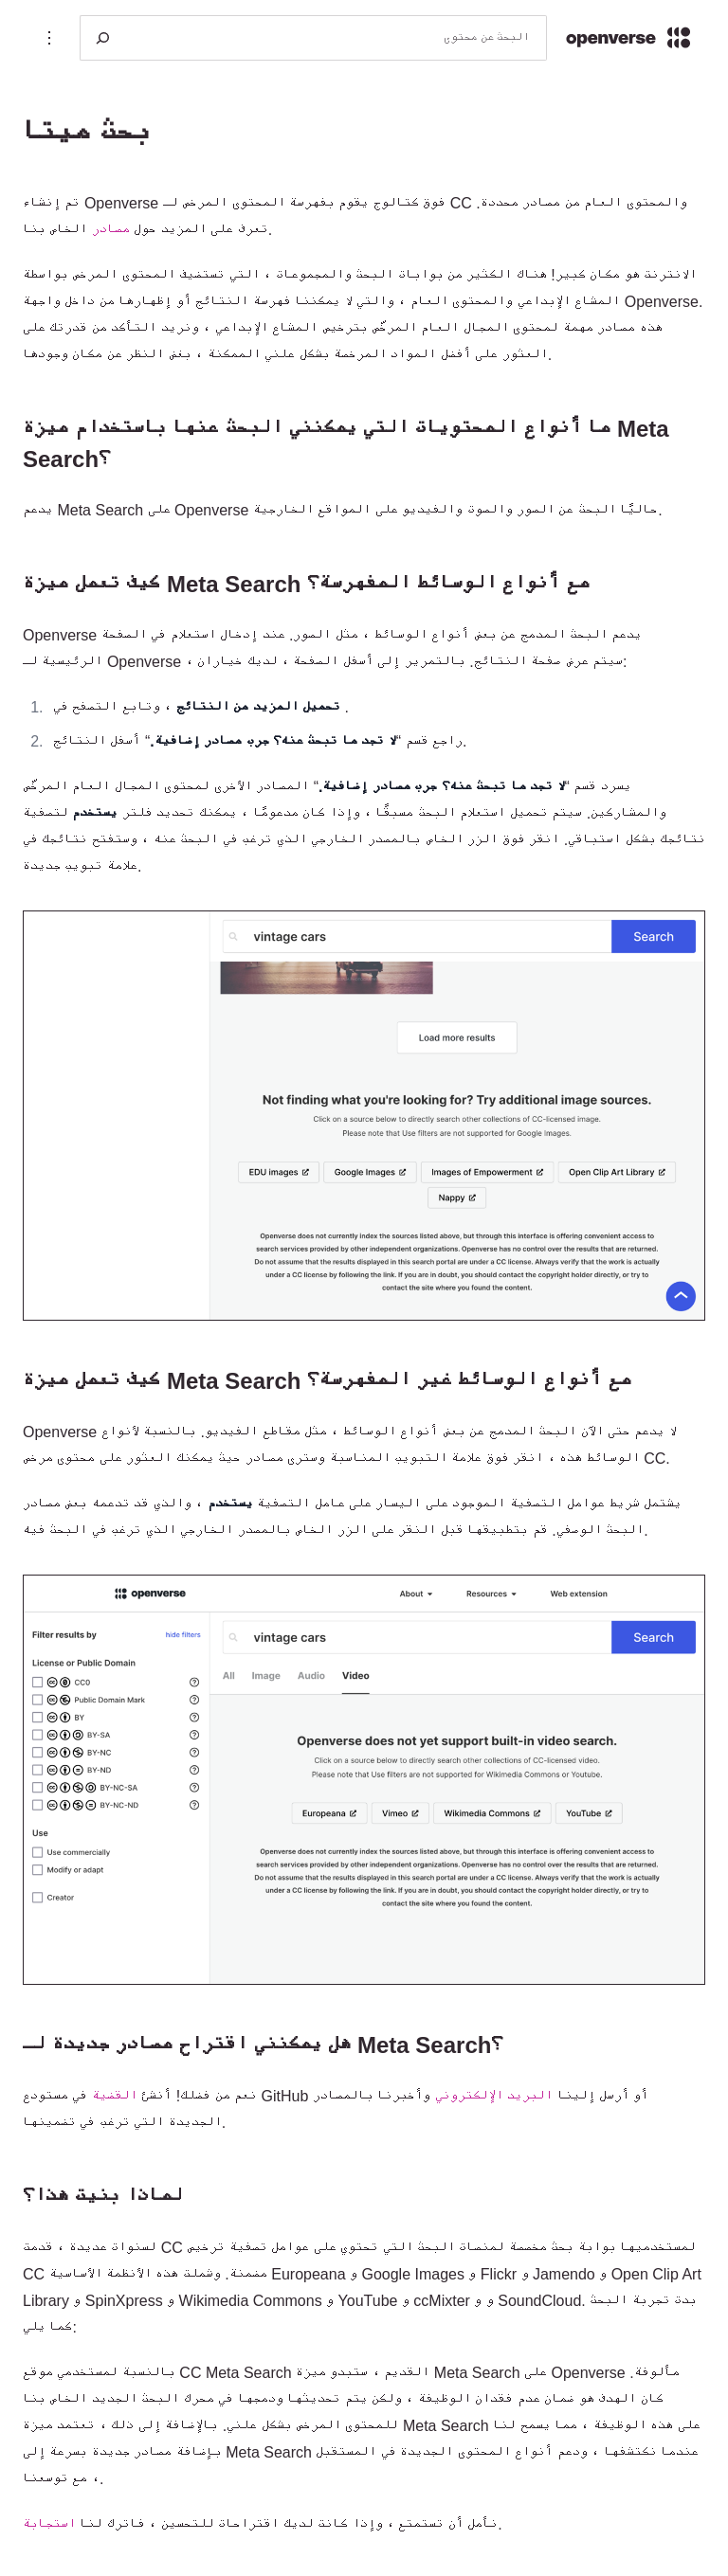 openverse
البحث عن محتوى
بحث ميتا
تم إنشاء Openverse فوق كتالوج يقوم بفهرسة المحتوى المرخص لـ CC والمحتوى العام من مصادر محددة.
تعرف على المزيد حول مصادر الخاص بنا.
الانترنت هو مكان كبير! هناك الكثير من بوابات البحث والمجموعات ، التي تستضيف المحتوى المرخص بواسطة
المشاع الإبداعي والمحتوى العام ، والتي لا يمكننا فهرسة النتائج أو إظهارها من داخل واجهة Openverse.
هذه مصادر مهمة لمحتوى المجال العام المرخّص بترخيص المشاع الإبداعي ، ونريد التأكد من قدرتك على
العثور على أفضل المواد المرخصة بشكل علني الممكنة ، بغض النظر عن مكان وجودها.
ما أنواع المحتويات التي يمكنني البحث عنها باستخدام ميزة Meta
Search؟
يدعم Meta Search على Openverse حاليًا البحث عن الصور والصوت والفيديو على المواقع الخارجية.
كيف تعمل ميزة Meta Search مع أنواع الوسائط المفهرسة؟
Openverse يدعم البحث المدمج عن بعض أنواع الوسائط ، مثل الصور. عند إدخال استعلام في الصفحة
الرئيسية لـ Openverse ، سيتم عرض صفحة النتائج. بالتمرير إلى أسفل الصفحة ، لديك خياران:
1. تحميل المزيد من النتائج ، وتابع التصفح في .
2. راجع قسم “لا تجد ما تبحث عنه؟ جرب مصادر إضافية.“ أسفل النتائج.
يسرد قسم “لا تجد ما تبحث عنه؟ جرب مصادر إضافية.“ المصادر الأخرى لمحتوى المجال العام المرخّص
والمشاركين. سيتم تحميل استعلام البحث مسبقًا ، وإذا كان مدعومًا ، يمكنك تحديد فلتر يستخدم لتصفية
نتائجك بشكل استباقي. انقر فوق الزر الخاص بالمصدر الخارجي الذي ترغب في البحث عنه ، وستفتح نتائجك في
علامة تبويب جديدة.
vintage cars
Search
Load more results
Not finding what you're looking for? Try additional image sources.
Click on a source below to directly search other collections of CC-licensed image.
Please note that Use filters are not supported for Google Images.
EDU images
Google Images
Images of Empowerment
Open Clip Art Library
Nappy
Openverse does not currently index the sources listed above, but through this interface is offering convenient access to
search services provided by other independent organizations. Openverse has no control over the results that are returned.
Do not assume that the results displayed in this search portal are under a CC license. Always verify that the work is actually
under a CC license by following the link. If you are in doubt, you should contact the copyright holder directly, or try to
contact the site where you found the content.
كيف تعمل ميزة Meta Search مع أنواع الوسائط غير المفهرسة؟
Openverse لا يدعم حتى الآن البحث المدمج عن بعض أنواع الوسائط ، مثل مقاطع الفيديو. بالنسبة لأنواع
الوسائط هذه ، انقر فوق علامة التبويب المناسبة وسترى مصادر حيث يمكنك العثور على محتوى مرخص CC.
يشتمل شريط عوامل التصفية الموجود على اليسار على عامل التصفية يستخدم ، والذي قد تدعمه بعض مصادر
البحث الوصفي. قم بتطبيقها قبل النقر على الزر الخاص بالمصدر الخارجي الذي ترغب في البحث فيه.
openverse
About
Resources
Web extension
Filter results by
hide filters
vintage cars
Search
License or Public Domain
All
Image
Audio
Video
CC0
Public Domain Mark
BY
BY-SA
BY-NC
BY-ND
BY-NC-SA
BY-NC-ND
Use
Use commercially
Modify or adapt
Creator
Openverse does not yet support built-in video search.
Click on a source below to directly search other collections of CC-licensed video.
Please note that Use filters are not supported for Wikimedia Commons or Youtube.
Europeana
Vimeo
Wikimedia Commons
YouTube
Openverse does not currently index the sources listed above, but through this interface is offering convenient access to
search services provided by other independent organizations. Openverse has no control over the results that are returned.
Do not assume that the results displayed in this search portal are under a CC license. Always verify that the work is actually
under a CC license by following the link. If you are in doubt, you should contact the copyright holder directly, or try to
contact the site where you found the content.
هل يمكنني اقتراح مصادر جديدة لـ Meta Search؟
نعم من فضلك! أنشئ القضية في مستودع GitHub أو أرسل إلينا البريد الإلكتروني وأخبرنا بالمصادر
الجديدة التي ترغب في تضمينها.
لماذا بنيت هذا؟
لسنوات عديدة ، قدمت CC لمستخدميها بوابة بحث مخصصة لمنصات البحث التي تحتوي على عوامل تصفية ترخيص
CC مضمنة. وشملت هذه الأنظمة الأساسية Europeana و Google Images و Flickr و Jamendo و Open Clip Art
Library و SpinXpress و Wikimedia Commons و YouTube و ccMixter و و SoundCloud. بدت تجربة البحث
كما يلي:
بالنسبة لمستخدمي موقع CC Meta Search القديم ، ستبدو ميزة Meta Search على Openverse مألوفة.
كان الهدف هو ضمان عدم فقدان الوظيفة ، ولكن يتم تحديثها ودمجها في محرك البحث الجديد الخاص بنا
للمحتوى المرخص بشكل علني. بالإضافة إلى ذلك ، تعتمد ميزة Meta Search على هذه الوظيفة ، مما يسمح لنا
بإضافة مصادر جديدة بسرعة إلى Meta Search عندما نكتشفها ، ودعم أنواع المحتوى الجديدة في المستقبل
، مع توسعنا.
نأمل أن تستمتع ، وإذا كانت لديك اقتراحات للتحسين ، فاترك لنا استجابة.